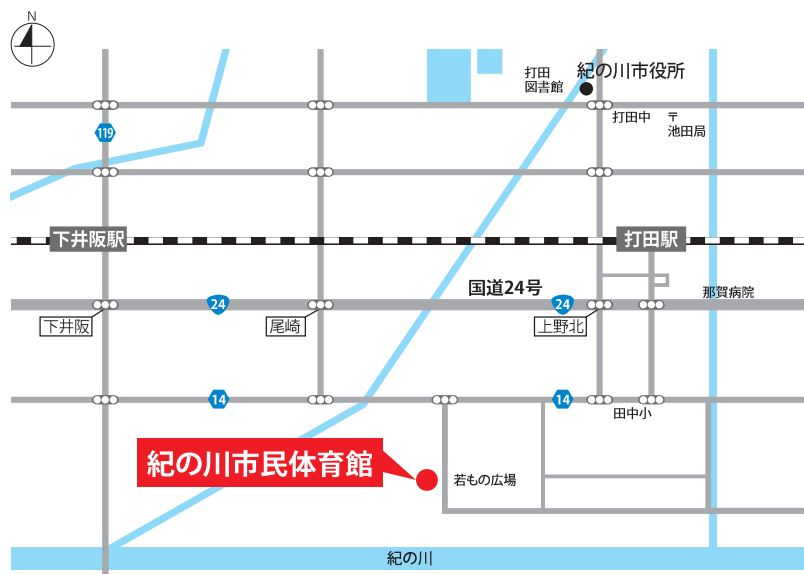 N
打田
図書館
紀の川市役所
打田中
〒
池田局
119
下井阪駅
打田駅
国道24号
那賀病院
24
24
下井阪
尾崎
上野北
14
14
田中小
紀の川市民体育館
若もの広場
紀の川